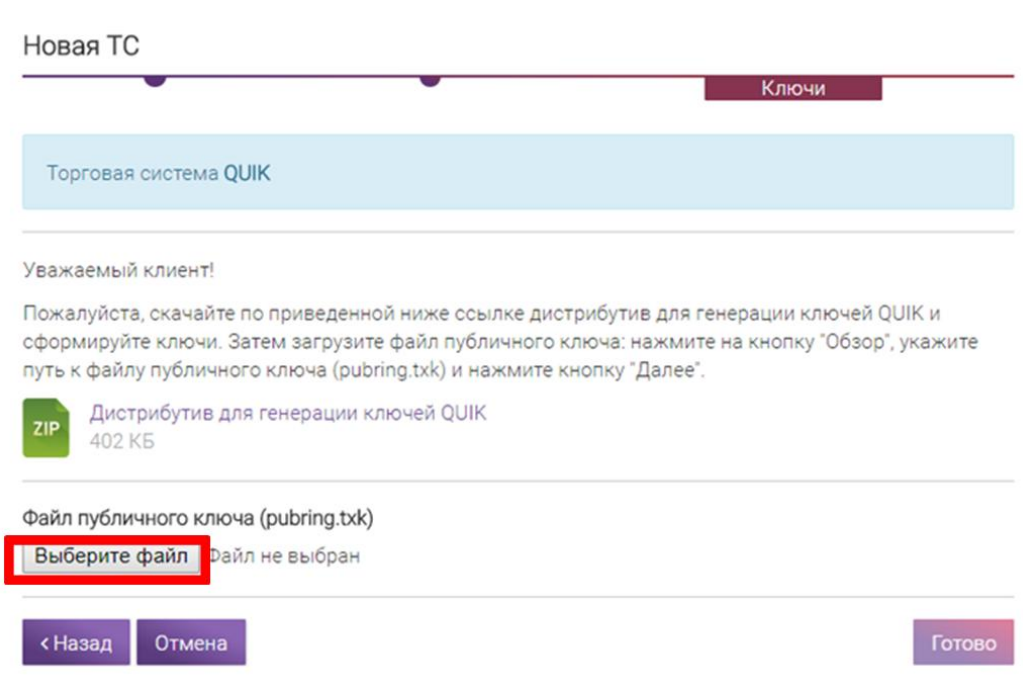 Новая ТС
Ключи
Торговая система QUIK
Уважаемый клиент!
Пожалуйста, скачайте по приведенной ниже ссылке дистрибутив для генерации ключей QUIK и
сформируйте ключи. Затем загрузите файл публичного ключа: нажмите на кнопку "Обзор", укажите
путь к файлу публичного ключа (pubring.txk) и нажмите кнопку "Далее".
ZIP
Дистрибутив для генерации ключей QUIK
402 КБ
Файл публичного ключа (pubring.txk)
Выберите файл Файл не выбран
< Назад Отмена Готово